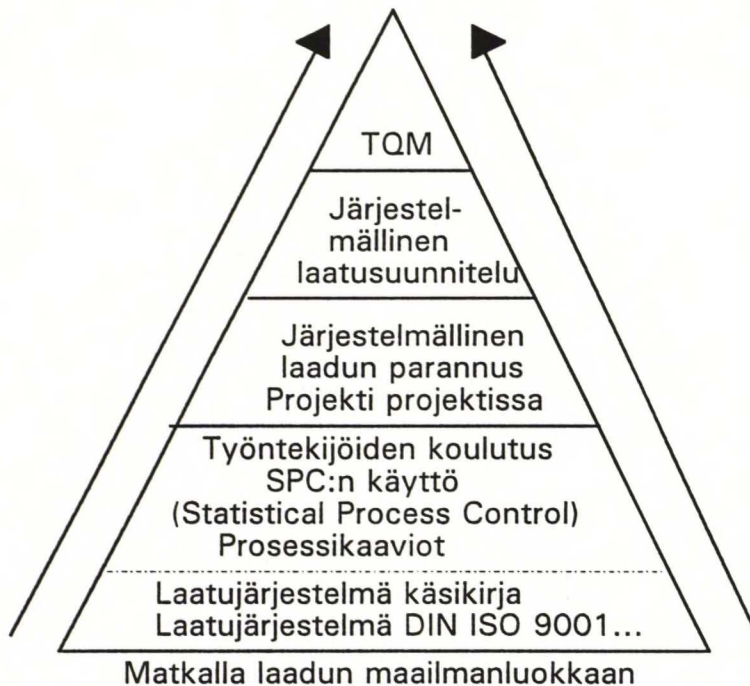 TQM
Järjestel-
mällinen
laatusuunnitelu
Järjestelmällinen
laadun parannus
Projekti projektissa
Työntekijöiden koulutus
SPC:n käyttö
(Statistical Process Control)
Prosessikaaviot
Laatujärjestelmä käsikirja
Laatujärjestelmä DIN ISO 9001...
Matkalla laadun maailmanluokkaan